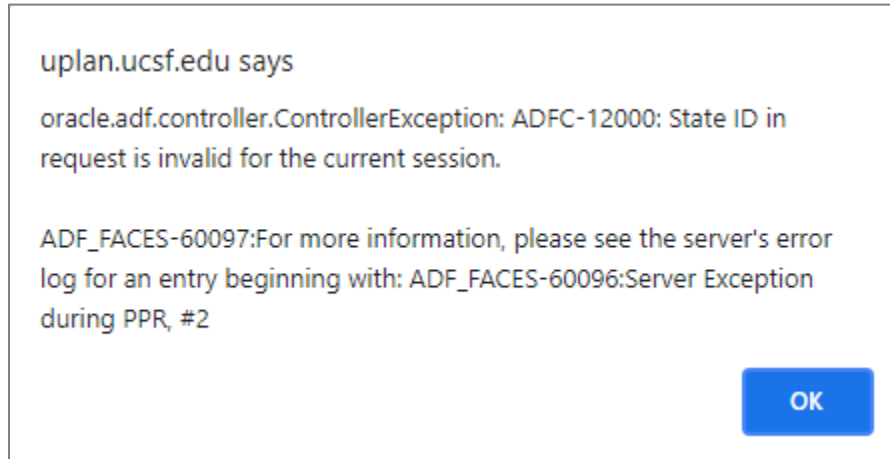 uplan.ucsf.edu says
oracle.adf.controller.ControllerException: ADFC-12000: State ID in
request is invalid for the current session.
ADF_FACES-60097:For more information, please see the server's error
log for an entry beginning with: ADF_FACES-60096:Server Exception
during PPR, #2
OK